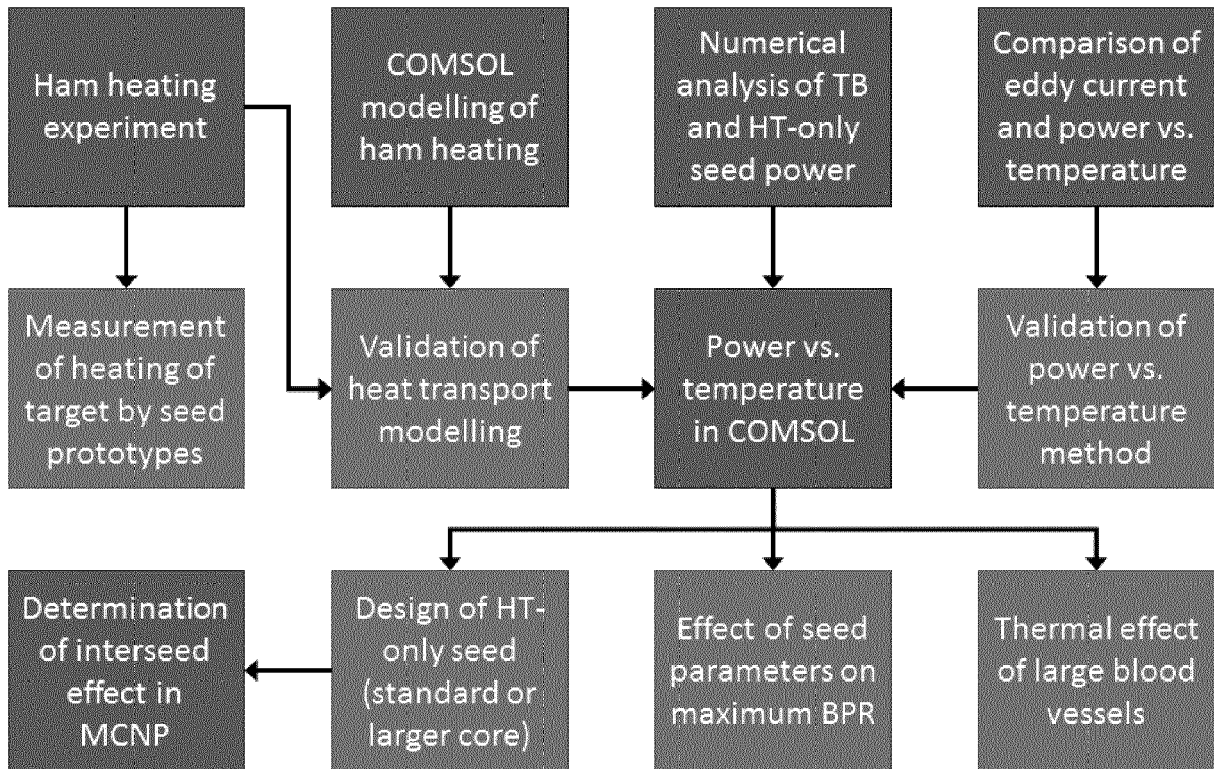 Ham heating
experiment
COMSOL
modelling of
ham heating
Numerical
analysis of TB
and HT-only
seed power
Comparison of
eddy current
and power vs.
temperature
Measurement
of heating of
target by seed
prototypes
Validation of
heat transport
modelling
Power vs.
temperature
in COMSOL
Validation of
power vs.
temperature
method
Determination
of interseed
effect in
MCNP
Design of HT-
only seed
(standard or
larger core)
Effect of seed
parameters on
maximum BPR
Thermal effect
of large blood
vessels